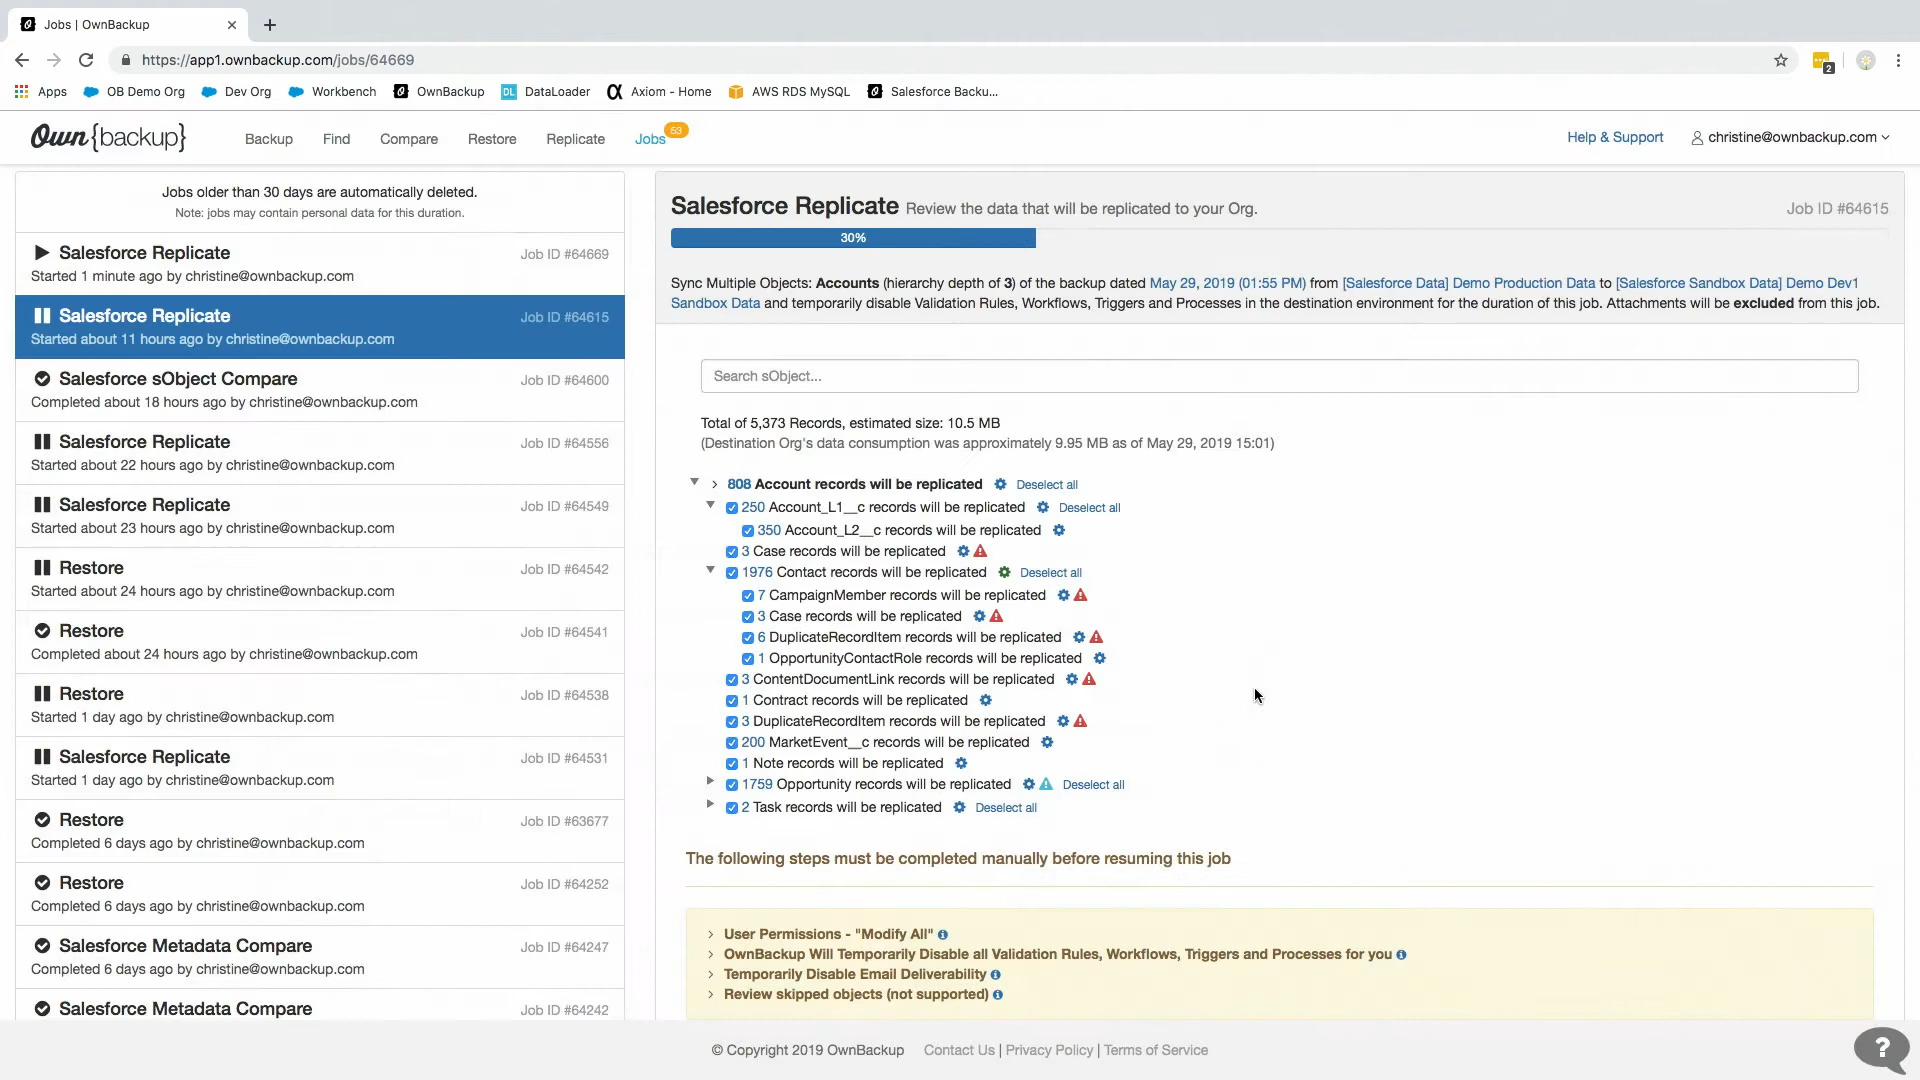 Jobs | OwnBackup
https://app1.ownbackup.com/jobs/64669
2
Apps OB Demo Org Dev Org Workbench OwnBackup DL DataLoader Axiom - Home AWS RDS MySQL Salesforce Backu...
Own{backup} Backup Find Compare Restore Replicate Jobs 63 Help & Support christine@ownbackup.com
Jobs older than 30 days are automatically deleted.
Note: jobs may contain personal data for this duration.
Salesforce Replicate Job ID #64669
Started 1 minute ago by christine@ownbackup.com
Salesforce Replicate Job ID #64615
Started about 11 hours ago by christine@ownbackup.com
Salesforce sObject Compare Job ID #64600
Completed about 18 hours ago by christine@ownbackup.com
Salesforce Replicate Job ID #64556
Started about 22 hours ago by christine@ownbackup.com
Salesforce Replicate Job ID #64549
Started about 23 hours ago by christine@ownbackup.com
Restore Job ID #64542
Started about 24 hours ago by christine@ownbackup.com
Restore Job ID #64541
Completed about 24 hours ago by christine@ownbackup.com
Restore Job ID #64538
Started 1 day ago by christine@ownbackup.com
Salesforce Replicate Job ID #64531
Started 1 day ago by christine@ownbackup.com
Restore Job ID #63677
Completed 6 days ago by christine@ownbackup.com
Restore Job ID #64252
Completed 6 days ago by christine@ownbackup.com
Salesforce Metadata Compare Job ID #64247
Completed 6 days ago by christine@ownbackup.com
Salesforce Metadata Compare Job ID #64242
Salesforce Replicate Review the data that will be replicated to your Org. Job ID #64615
30%
Sync Multiple Objects: Accounts (hierarchy depth of 3) of the backup dated May 29, 2019 (01:55 PM) from [Salesforce Data] Demo Production Data to [Salesforce Sandbox Data] Demo Dev1
Sandbox Data and temporarily disable Validation Rules, Workflows, Triggers and Processes in the destination environment for the duration of this job. Attachments will be excluded from this job.
Search sObject...
Total of 5,373 Records, estimated size: 10.5 MB
(Destination Org's data consumption was approximately 9.95 MB as of May 29, 2019 15:01)
808 Account records will be replicated Deselect all
250 Account_L1__c records will be replicated Deselect all
350 Account_L2__c records will be replicated
3 Case records will be replicated
1976 Contact records will be replicated Deselect all
7 CampaignMember records will be replicated
3 Case records will be replicated
6 DuplicateRecordItem records will be replicated
1 OpportunityContactRole records will be replicated
3 ContentDocumentLink records will be replicated
1 Contract records will be replicated
3 DuplicateRecordItem records will be replicated
200 MarketEvent__c records will be replicated
1 Note records will be replicated
1759 Opportunity records will be replicated Deselect all
2 Task records will be replicated Deselect all
The following steps must be completed manually before resuming this job
User Permissions - "Modify All"
OwnBackup Will Temporarily Disable all Validation Rules, Workflows, Triggers and Processes for you
Temporarily Disable Email Deliverability
Review skipped objects (not supported)
© Copyright 2019 OwnBackup Contact Us | Privacy Policy | Terms of Service
?